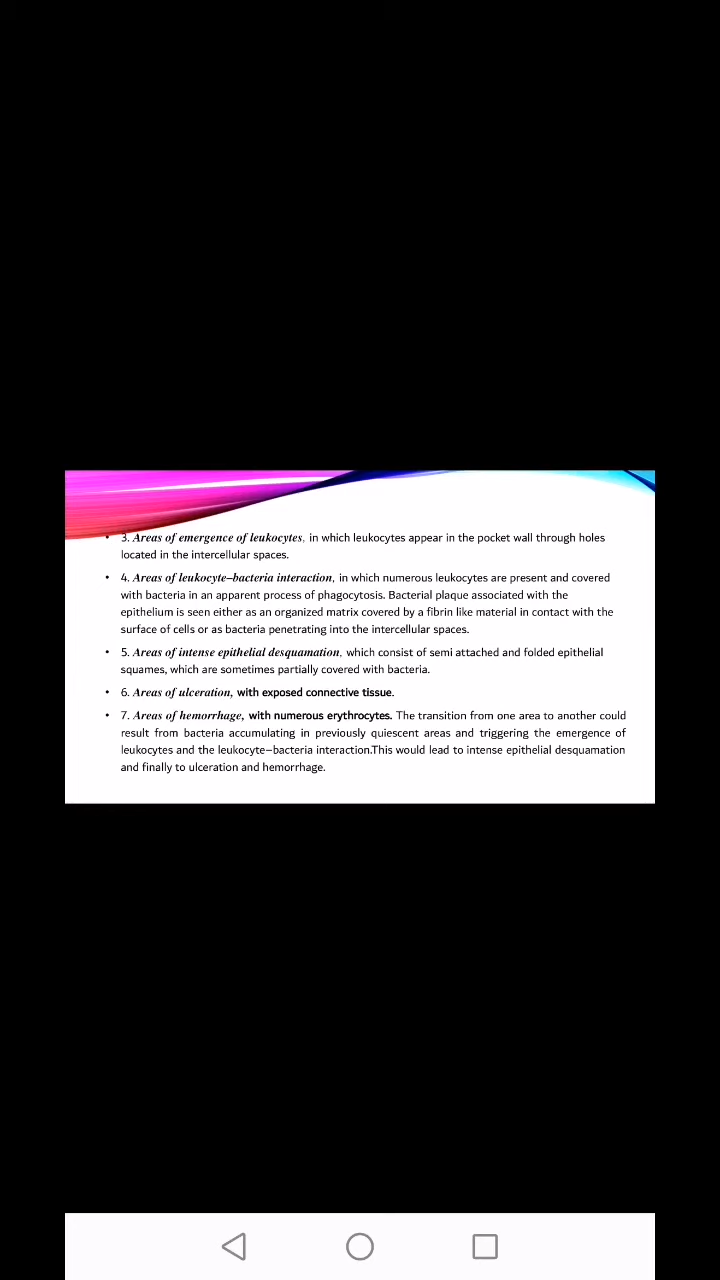 • 3. Areas of emergence of leukocytes, in which leukocytes appear in the pocket wall through holes
located in the intercellular spaces.
• 4. Areas of leukocyte–bacteria interaction, in which numerous leukocytes are present and covered
with bacteria in an apparent process of phagocytosis. Bacterial plaque associated with the
epithelium is seen either as an organized matrix covered by a fibrin like material in contact with the
surface of cells or as bacteria penetrating into the intercellular spaces.
• 5. Areas of intense epithelial desquamation, which consist of semi attached and folded epithelial
squames, which are sometimes partially covered with bacteria.
• 6. Areas of ulceration, with exposed connective tissue.
• 7. Areas of hemorrhage, with numerous erythrocytes. The transition from one area to another could
result from bacteria accumulating in previously quiescent areas and triggering the emergence of
leukocytes and the leukocyte–bacteria interaction.This would lead to intense epithelial desquamation
and finally to ulceration and hemorrhage.